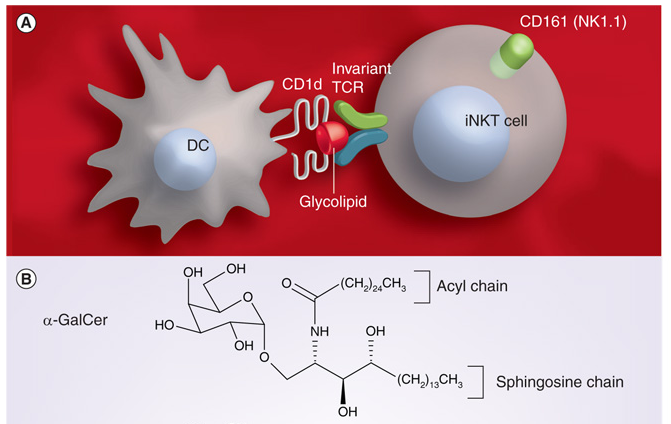 A
CD161 (NK1.1)
Invariant
TCR
CD1d
DC
iNKT cell
Glycolipid
B
α-GalCer
OH
OH
O
HO
OH
O
O
(CH₂)₂₄CH₃
Acyl chain
NH
OH
(CH₂)₁₃CH₃
Sphingosine chain
OH